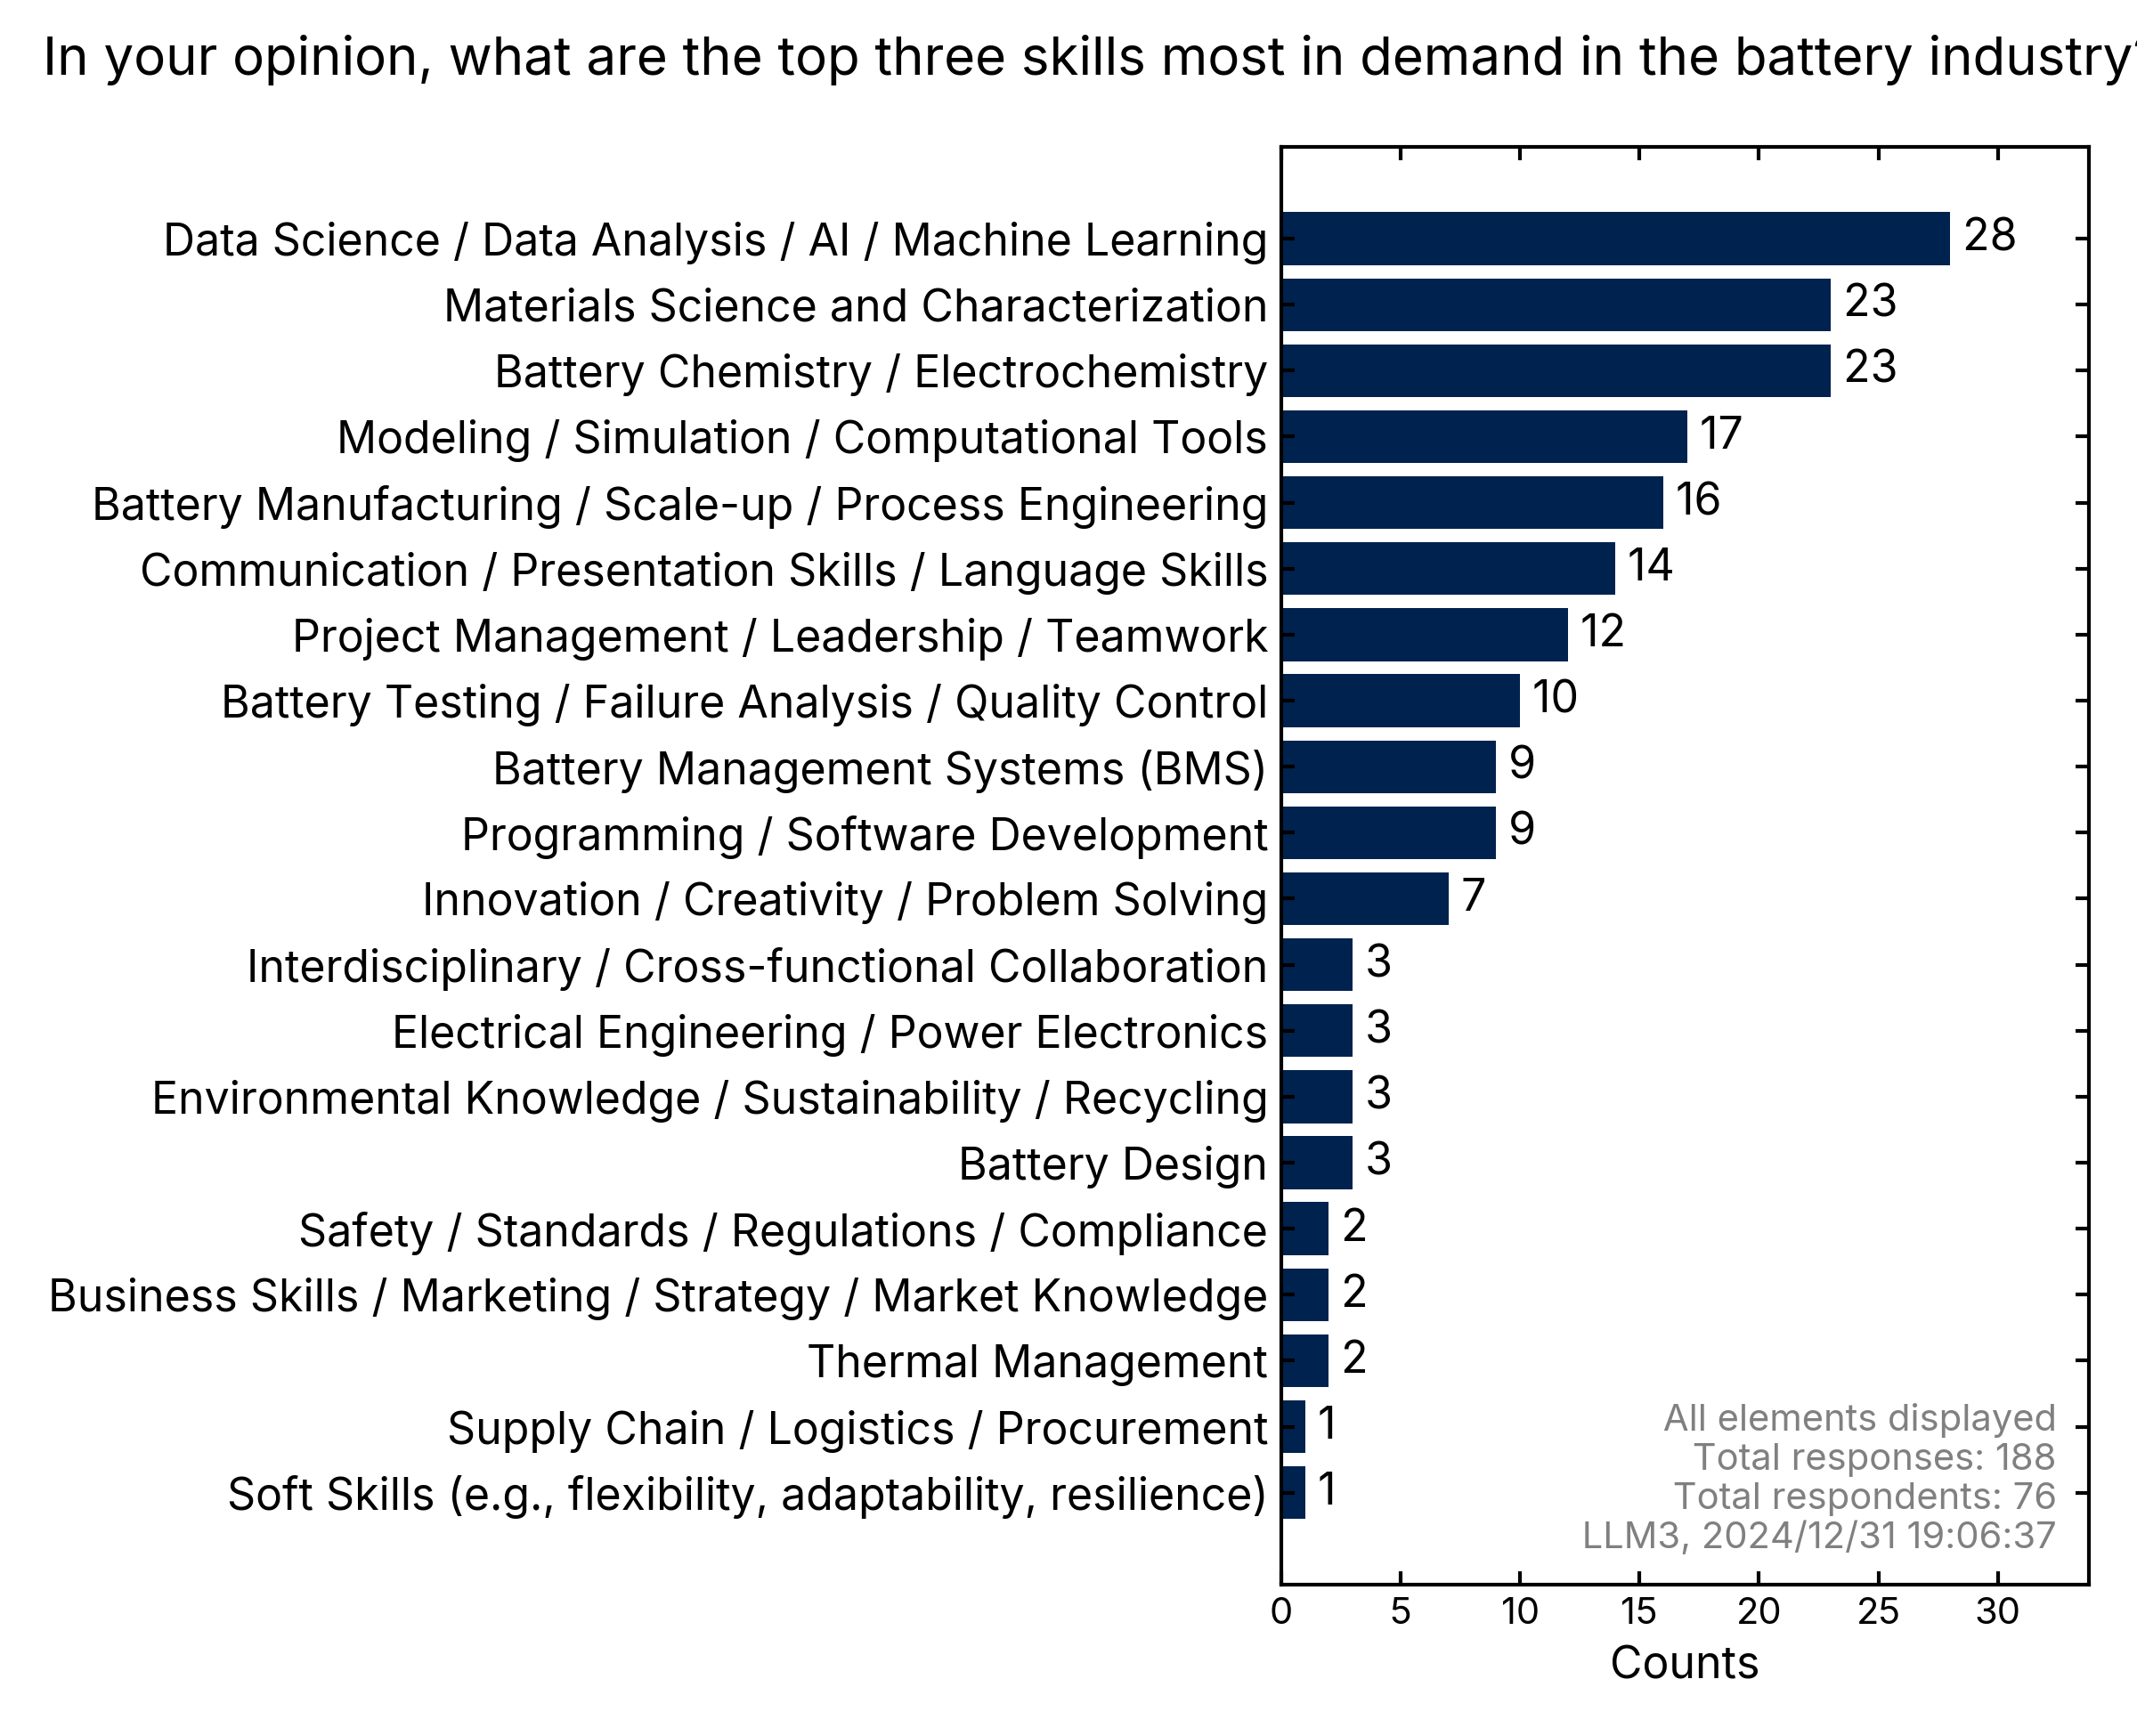 In your opinion, what are the top three skills most in demand in the battery industry?
Data Science / Data Analysis / AI / Machine Learning 28
Materials Science and Characterization 23
Battery Chemistry / Electrochemistry 23
Modeling / Simulation / Computational Tools 17
Battery Manufacturing / Scale-up / Process Engineering 16
Communication / Presentation Skills / Language Skills 14
Project Management / Leadership / Teamwork 12
Battery Testing / Failure Analysis / Quality Control 10
Battery Management Systems (BMS) 9
Programming / Software Development 9
Innovation / Creativity / Problem Solving 7
Interdisciplinary / Cross-functional Collaboration 3
Electrical Engineering / Power Electronics 3
Environmental Knowledge / Sustainability / Recycling 3
Battery Design 3
Safety / Standards / Regulations / Compliance 2
Business Skills / Marketing / Strategy / Market Knowledge 2
Thermal Management 2
Supply Chain / Logistics / Procurement 1
Soft Skills (e.g., flexibility, adaptability, resilience) 1
All elements displayed
Total responses: 188
Total respondents: 76
LLM3, 2024/12/31 19:06:37
0 5 10 15 20 25 30
Counts